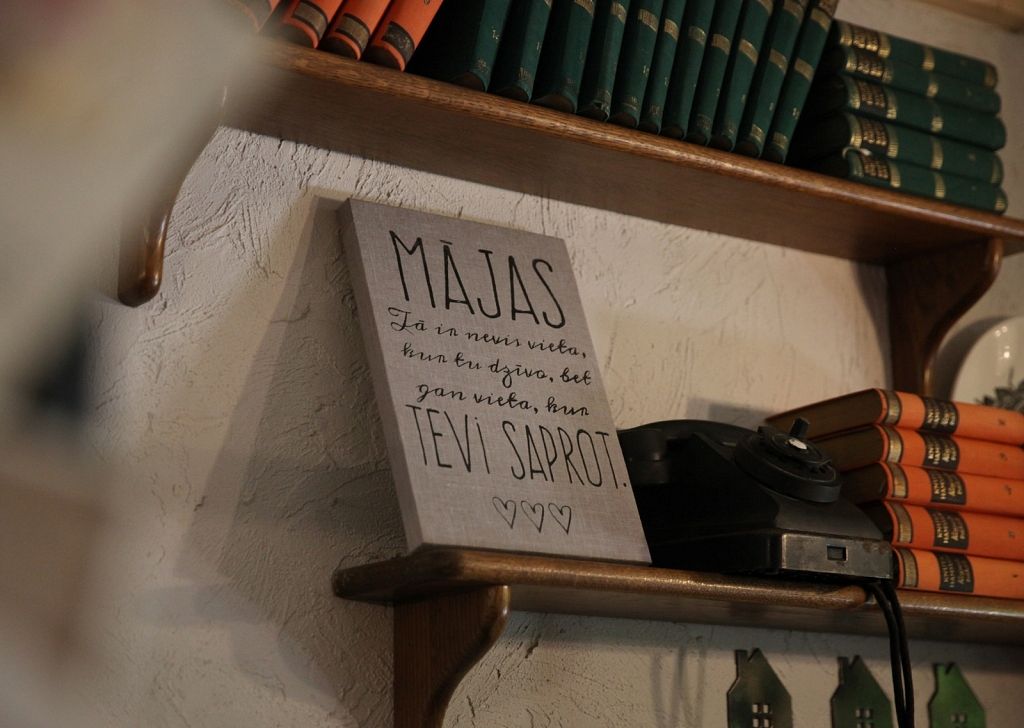 MĀJAS
Tā ir nevis vieta,
kur tu dzīvo, bet
gan vieta, kur
TEVi SAPROT.